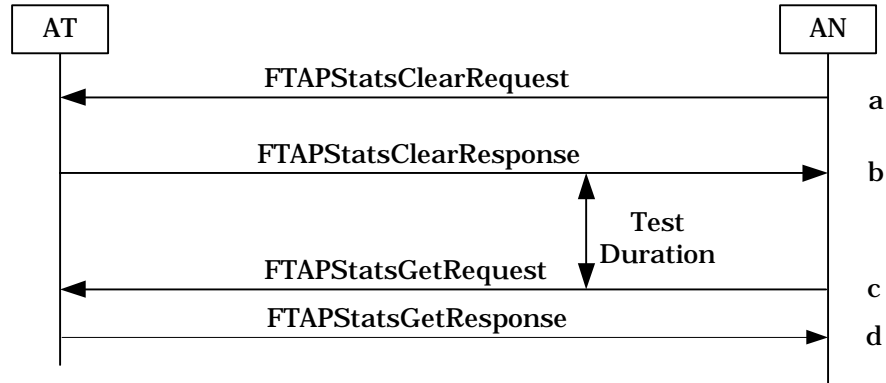 AT
AN
FTAPStatsClearRequest
a
FTAPStatsClearResponse
b
Test
Duration
FTAPStatsGetRequest
c
FTAPStatsGetResponse
d